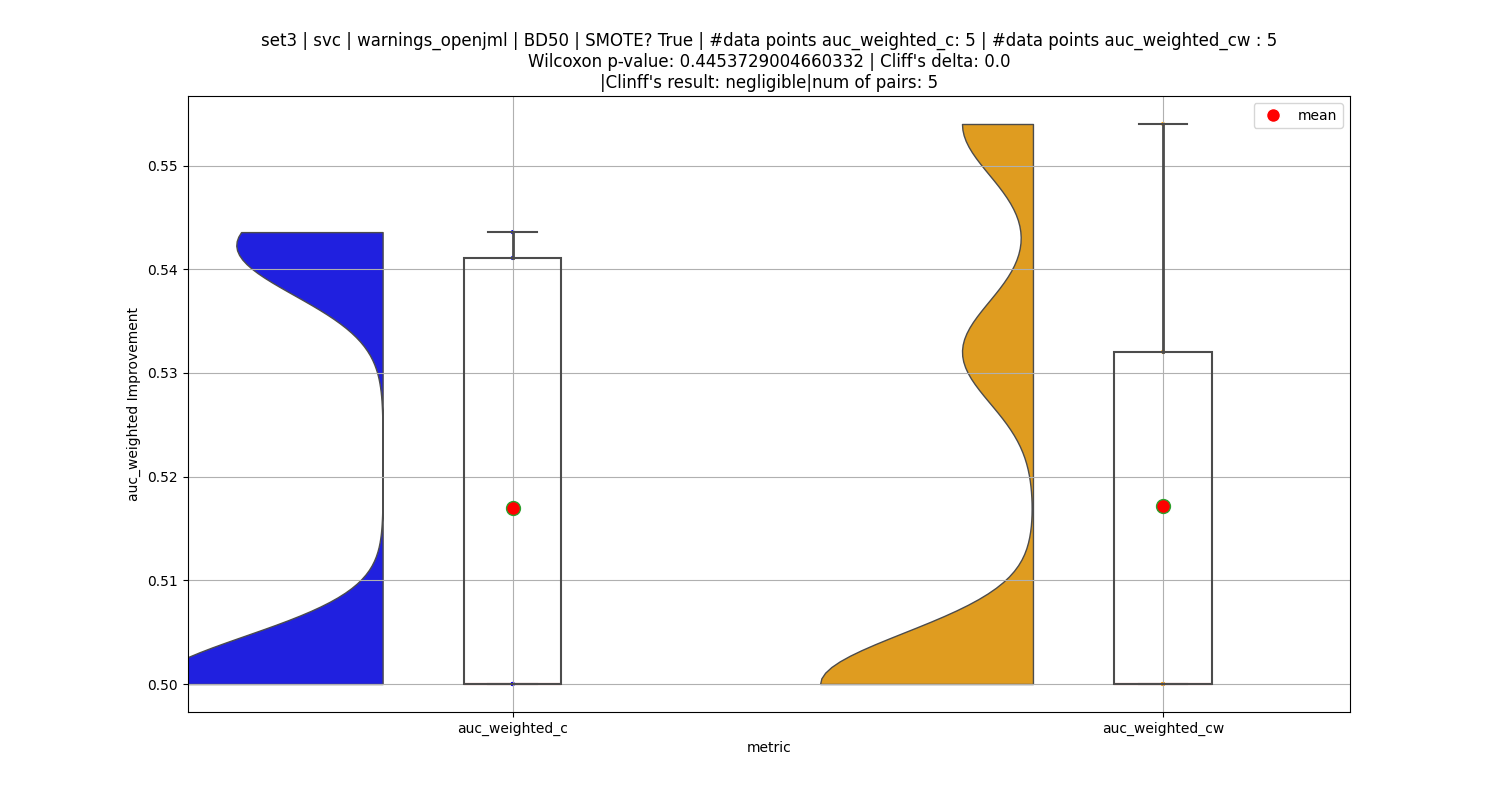 set3 | svc | warnings_openjml | BD50 | SMOTE? True | #data points auc_weighted_c: 5 | #data points auc_weighted_cw : 5
Wilcoxon p-value: 0.4453729004660332 | Cliff's delta: 0.0
|Clinff's result: negligible|num of pairs: 5
mean
0.55
0.54
0.53
0.52
0.51
0.50
auc_weighted Improvement
auc_weighted_c
auc_weighted_cw
metric